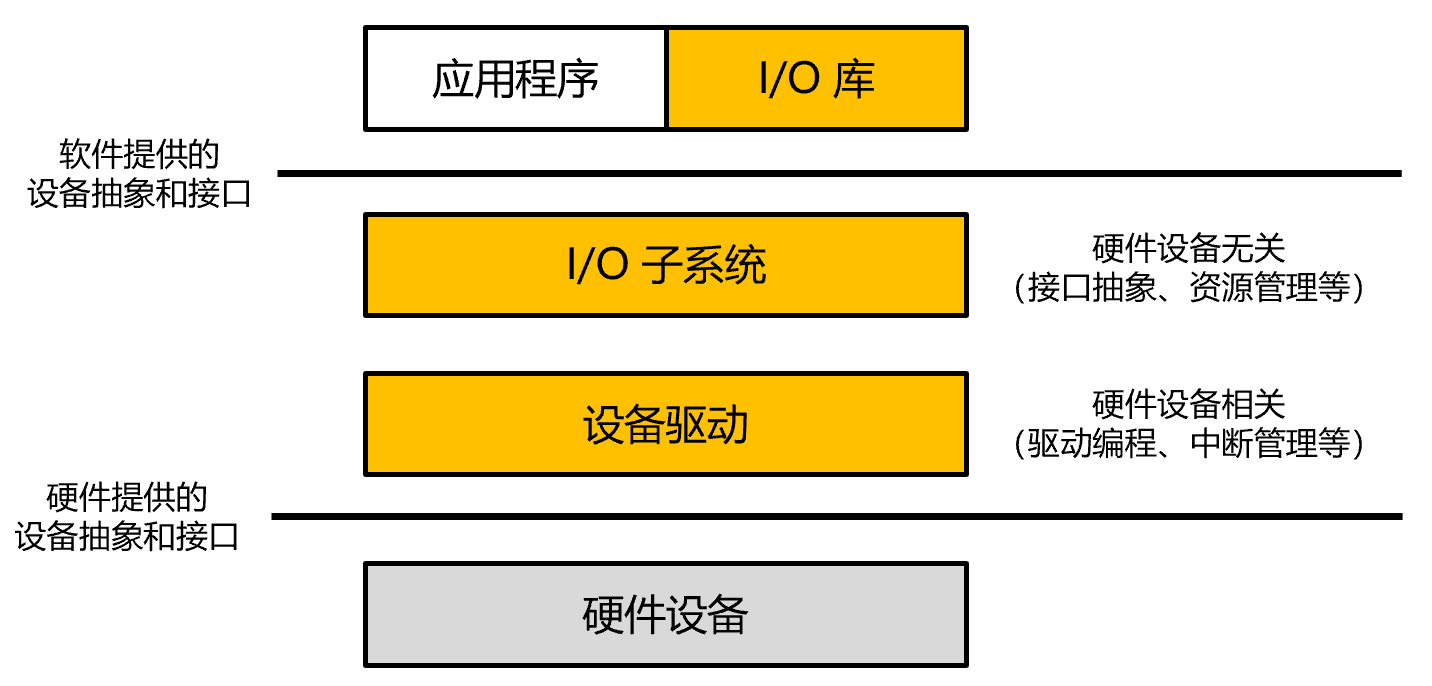 应用程序
I/O 库
软件提供的
设备抽象和接口
I/O 子系统
硬件设备无关
（接口抽象、资源管理等）
设备驱动
硬件设备相关
（驱动编程、中断管理等）
硬件提供的
设备抽象和接口
硬件设备